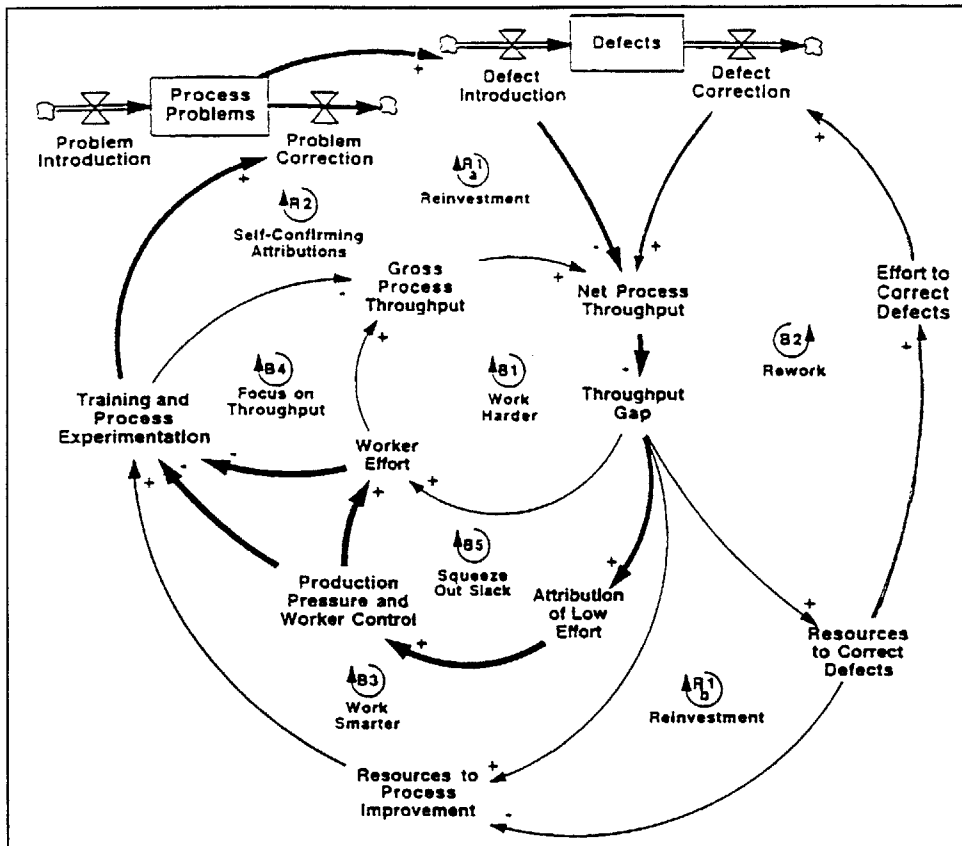 Defects
Defect
Introduction
Defect
Correction
Process
Problems
Problem
Introduction
Problem
Correction
+
+
+
R1
a
Reinvestment
R2
Self-Confirming
Attributions
-
+
+
Gross
Process
Throughput
-
+
Net Process
Throughput
Effort to
Correct
Defects
+
B2
Rework
-
B4
Focus on
Throughput
B1
Work
Harder
Throughput
Gap
Training and
Process
Experimentation
Worker
Effort
-
-
+
+
+
B5
Squeeze
Out Slack
+
Production
Pressure and
Worker Control
Attribution
of Low
Effort
+
+
Resources
to Correct
Defects
B3
Work
Smarter
R1
b
Reinvestment
+
Resources to
Process
Improvement
-